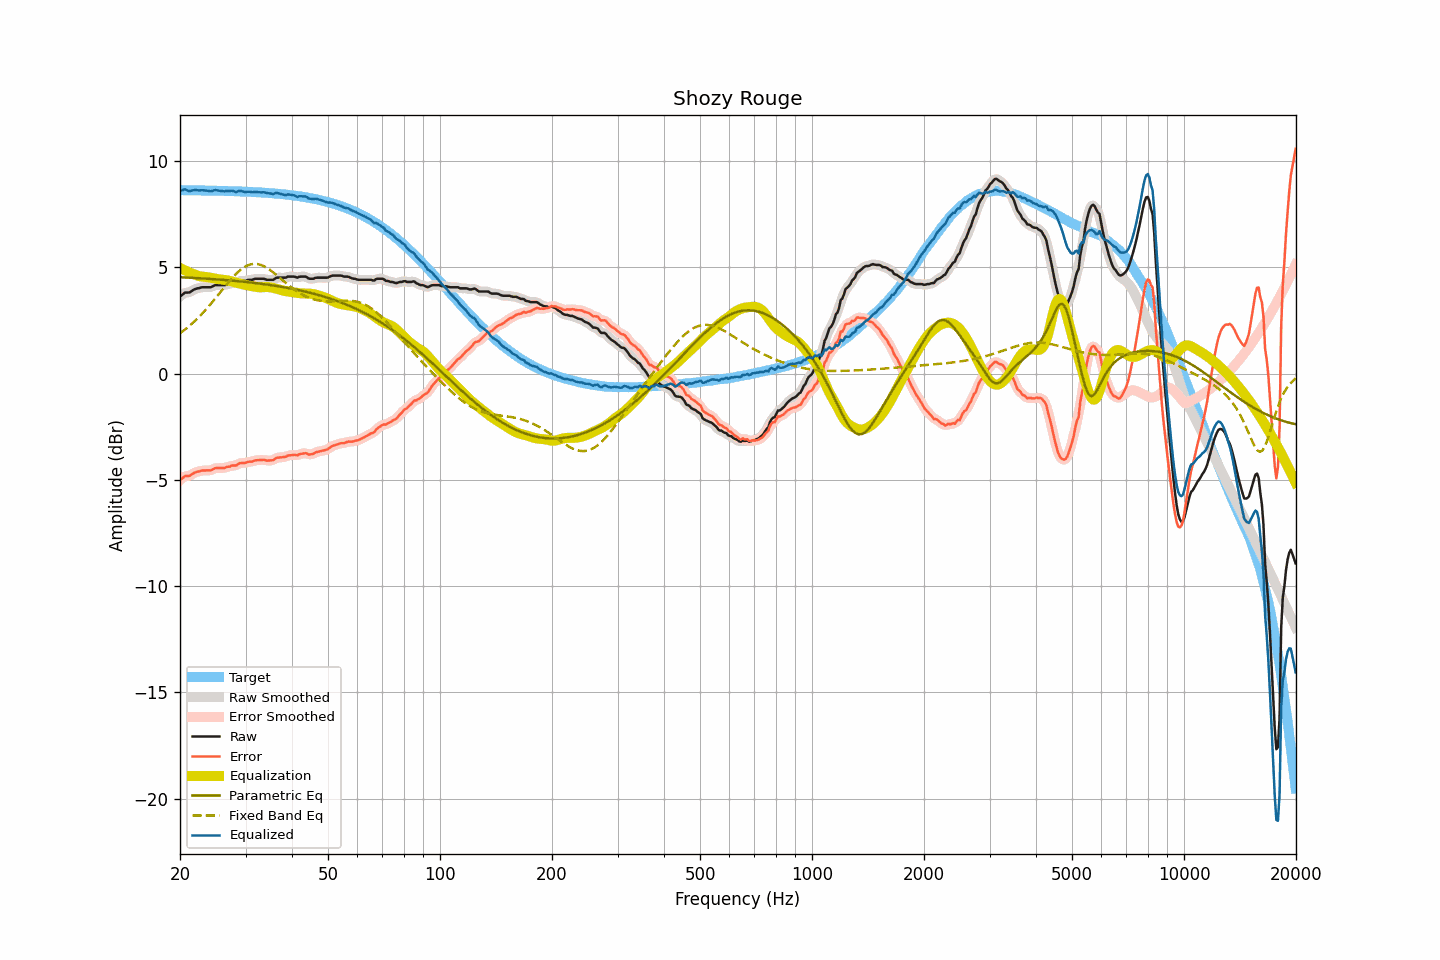 Shozy Rouge
Amplitude (dBr)
10
5
0
−5
−10
−15
−20
Target
Raw Smoothed
Error Smoothed
Raw
Error
Equalization
Parametric Eq
Fixed Band Eq
Equalized
20 50 100 200 500 1000 2000 5000 10000 20000
Frequency (Hz)